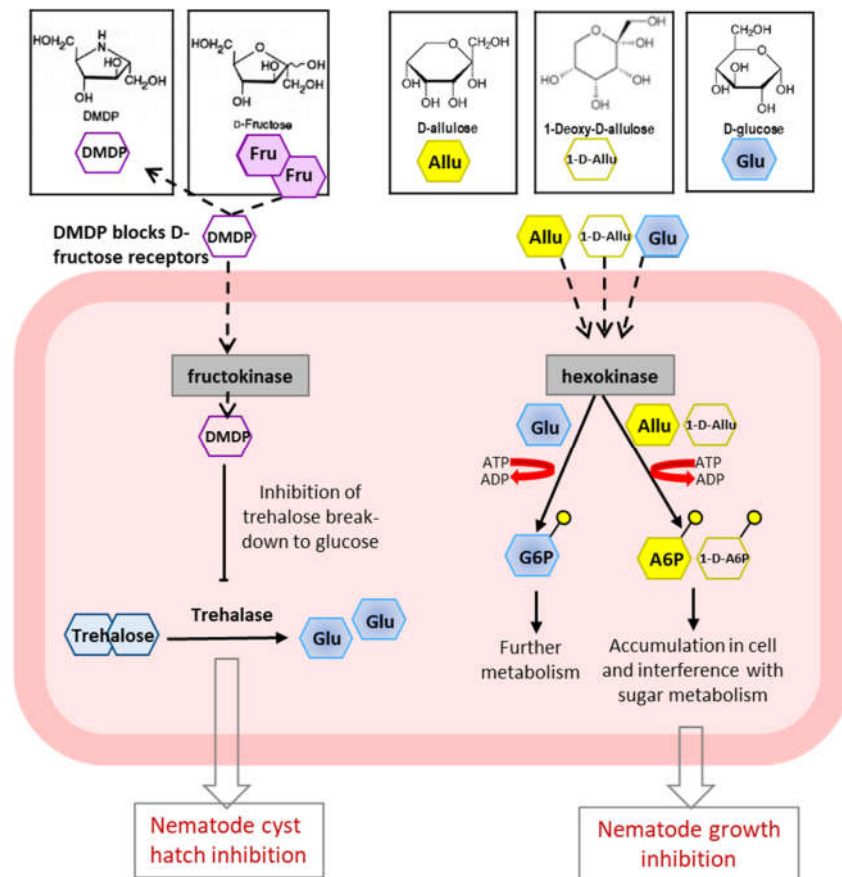 HOH₂C
H
N
HO
CH₂OH
OH
DMDP
DMDP
HOH₂C
O
OH
HO
CH₂OH
OH
D-Fructose
Fru
Fru
O
CH₂OH
OH
OH
OH
OH
D-allulose
Allu
OH
O
OH
HO
OH
OH
1-Deoxy-D-allulose
1-D-Allu
HO
O
HO
OH
OH
OH
D-glucose
Glu
DMDP blocks D-
fructose receptors
DMDP
Allu
1-D-Allu
Glu
fructokinase
hexokinase
DMDP
Glu
Allu
1-D-Allu
ATP
ADP
ATP
ADP
Inhibition of
trehalose break-
down to glucose
G6P
A6P
1-D-A6P
Trehalose
Trehalase
Glu
Glu
Further
metabolism
Accumulation in cell
and interference with
sugar metabolism
Nematode cyst
hatch inhibition
Nematode growth
inhibition